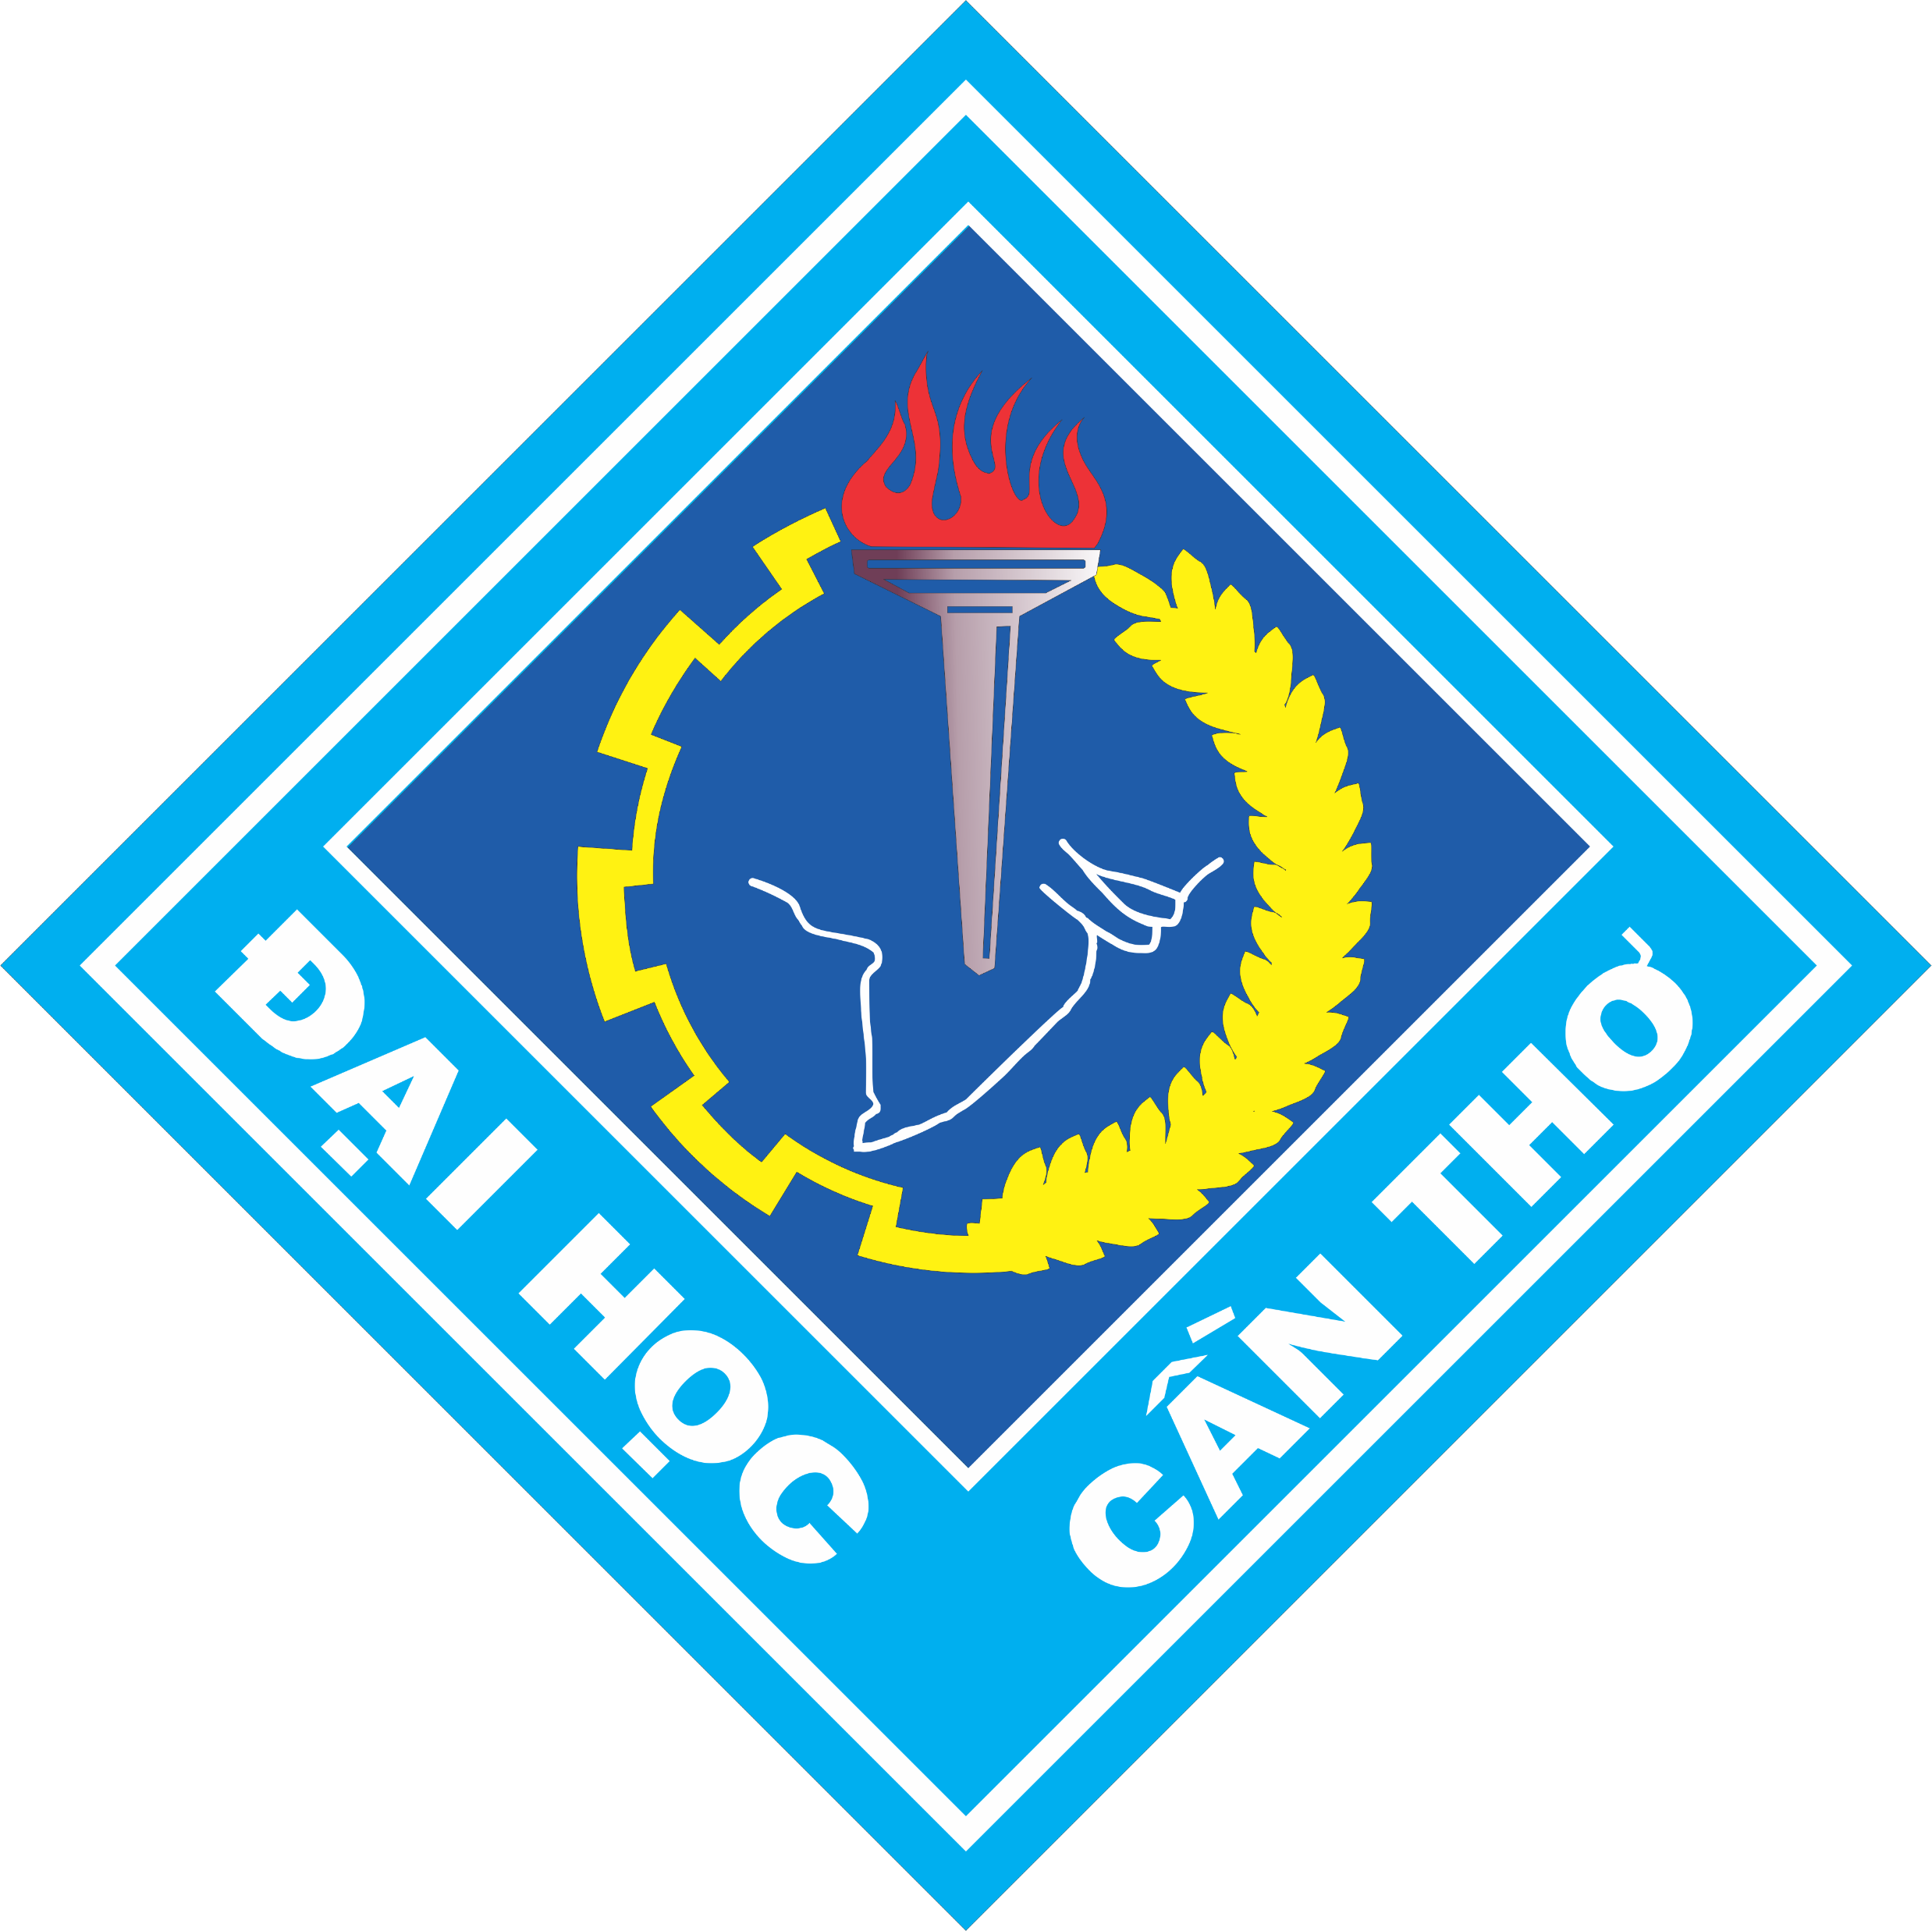 ĐẠI HỌC
CẦN THƠ